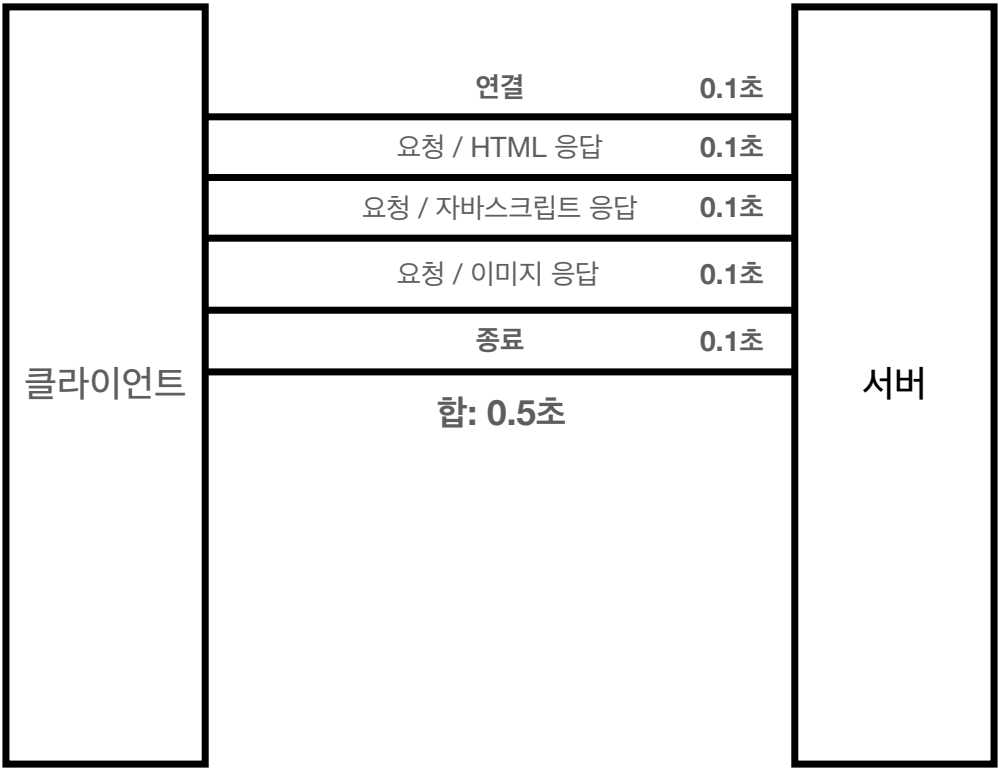 연결 0.1초
요청 / HTML 응답 0.1초
요청 / 자바스크립트 응답 0.1초
요청 / 이미지 응답 0.1초
종료 0.1초
클라이언트
서버
합: 0.5초